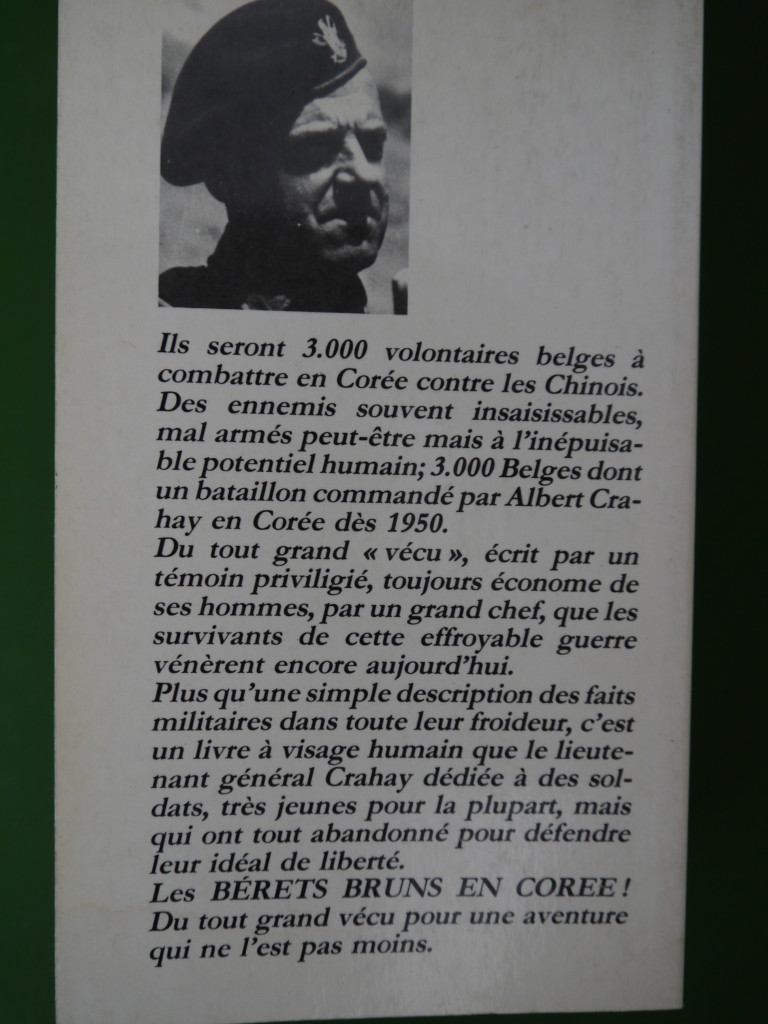 Ils seront 3.000 volontaires belges à
combattre en Corée contre les Chinois.
Des ennemis souvent insaisissables,
mal armés peut-être mais à l'inépuisa-
ble potentiel humain; 3.000 Belges dont
un bataillon commandé par Albert Cra-
hay en Corée dès 1950.
Du tout grand « vécu », écrit par un
témoin priviligié, toujours économe de
ses hommes, par un grand chef, que les
survivants de cette effroyable guerre
vénèrent encore aujourd'hui.
Plus qu'une simple description des faits
militaires dans toute leur froideur, c'est
un livre à visage humain que le lieute-
nant général Crahay dédiée à des sol-
dats, très jeunes pour la plupart, mais
qui ont tout abandonné pour défendre
leur idéal de liberté.
Les BÉRETS BRUNS EN COREE !
Du tout grand vécu pour une aventure
qui ne l'est pas moins.